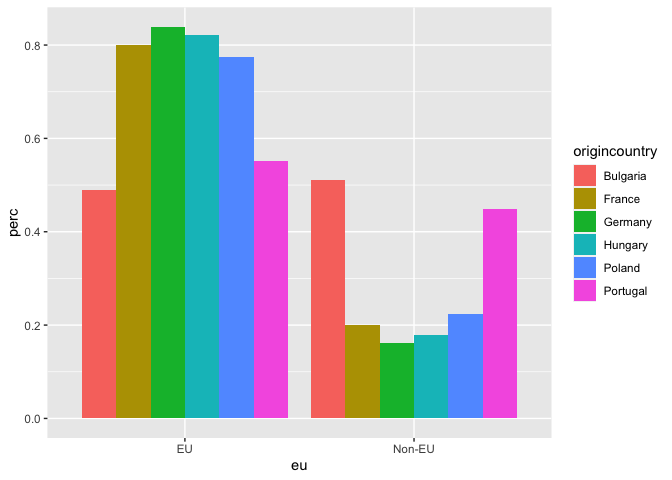 perc
0.8
0.6
0.4
0.2
0.0
EU
Non-EU
eu
origincountry
Bulgaria
France
Germany
Hungary
Poland
Portugal